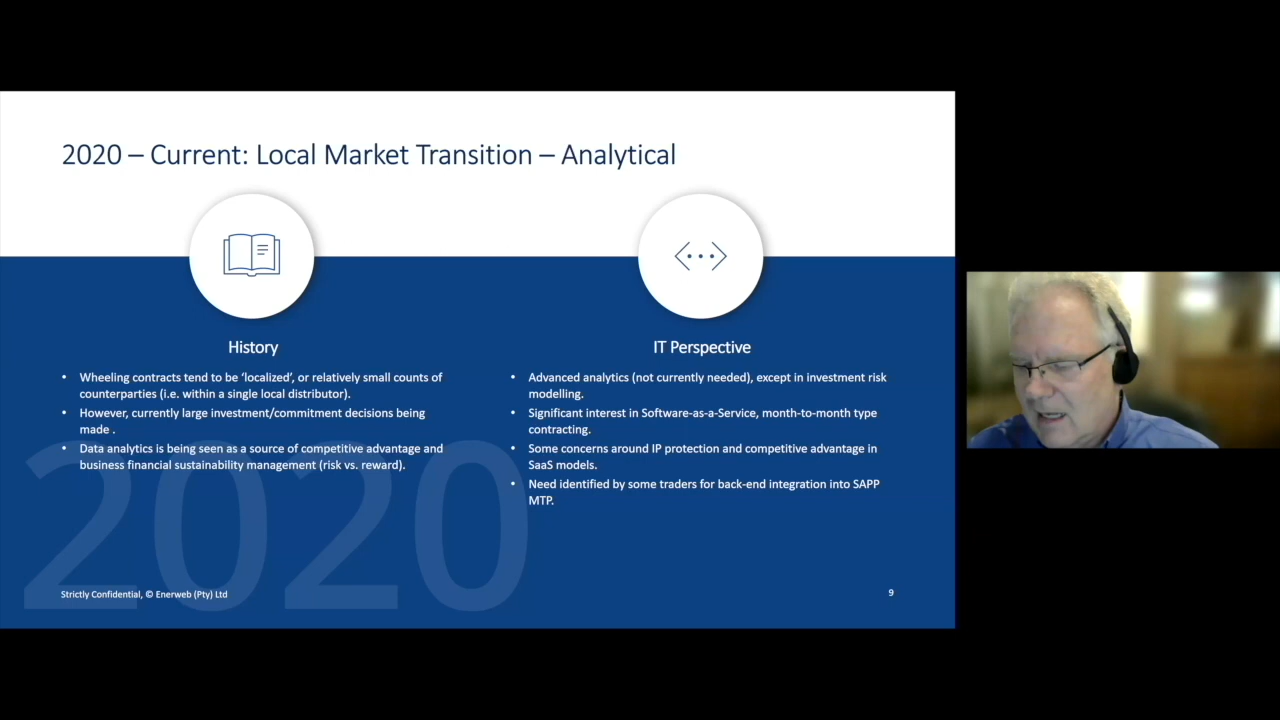 2020 – Current: Local Market Transition – Analytical
History
• Wheeling contracts tend to be ‘localized’, or relatively small counts of
counterparties (i.e. within a single local distributor).
• However, currently large investment/commitment decisions being
made .
• Data analytics is being seen as a source of competitive advantage and
business financial sustainability management (risk vs. reward).
IT Perspective
• Advanced analytics (not currently needed), except in investment risk
modelling.
• Significant interest in Software-as-a-Service, month-to-month type
contracting.
• Some concerns around IP protection and competitive advantage in
SaaS models.
• Need identified by some traders for back-end integration into SAPP
MTP.
2020
Strictly Confidential, © Enerweb (Pty) Ltd
9